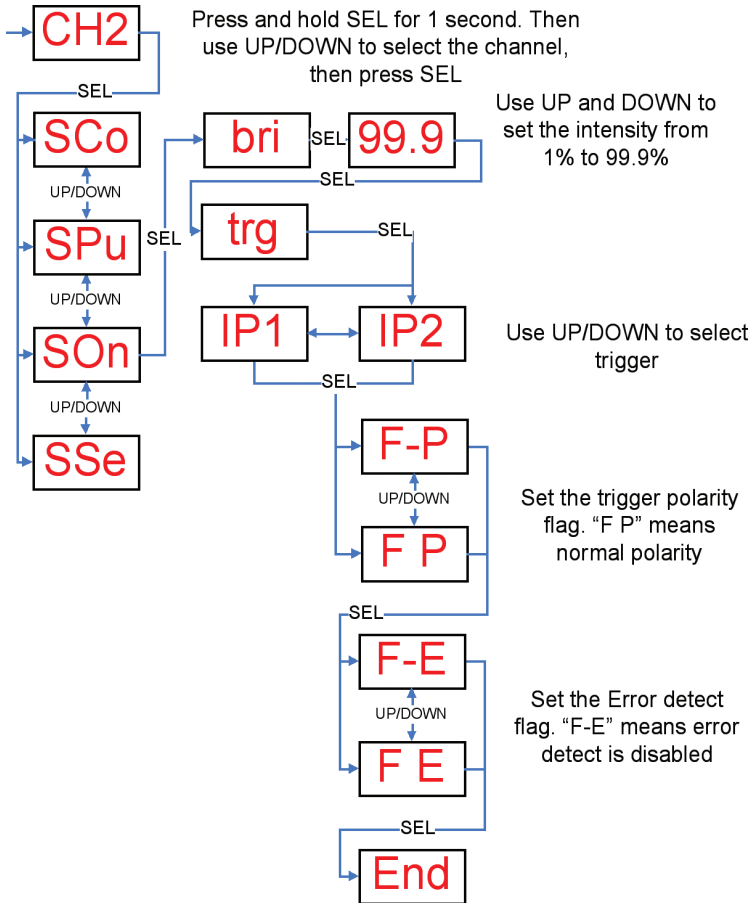 CH2
Press and hold SEL for 1 second. Then
use UP/DOWN to select the channel,
then press SEL
SEL
SCo
UP/DOWN
SPu
UP/DOWN
SOn
UP/DOWN
SSe
SEL
bri
SEL
99.9
Use UP and DOWN to
set the intensity from
1% to 99.9%
SEL
trg
SEL
IP1
IP2
Use UP/DOWN to select
trigger
SEL
F-P
UP/DOWN
F P
Set the trigger polarity
flag. “F P” means
normal polarity
SEL
F-E
UP/DOWN
F E
Set the Error detect
flag. “F-E” means error
detect is disabled
SEL
End